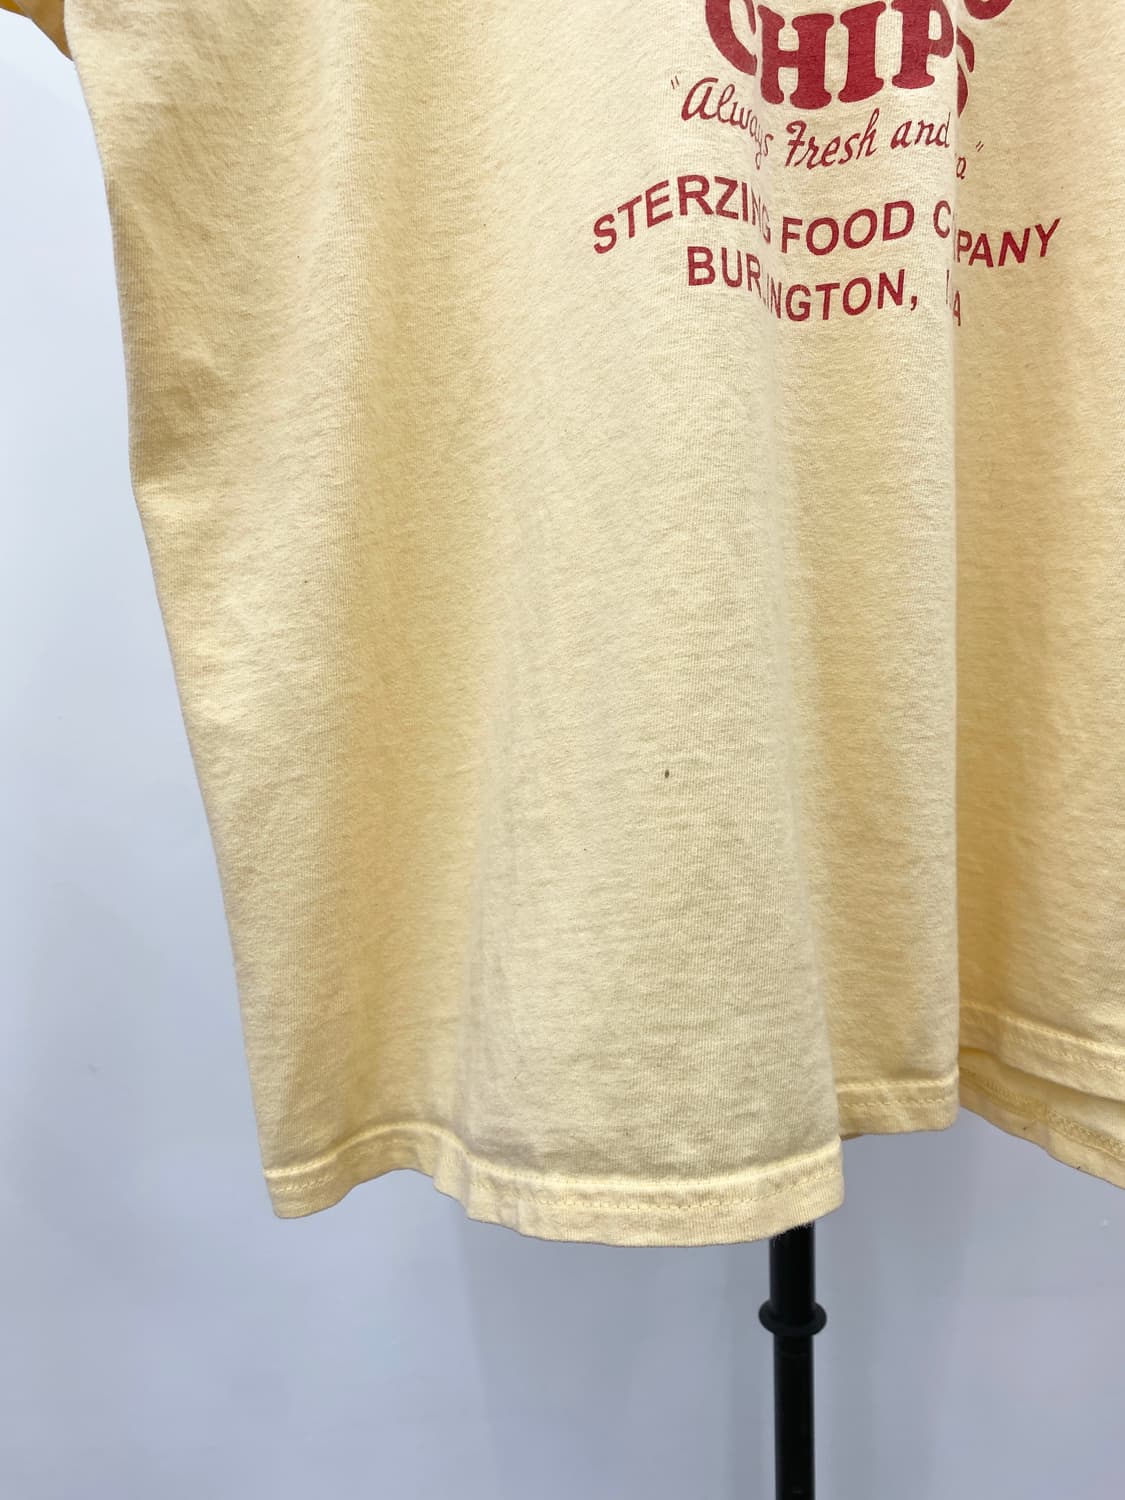 CHIPS
"Always Fresh and
STERZING FOOD COMPANY
BURLINGTON,